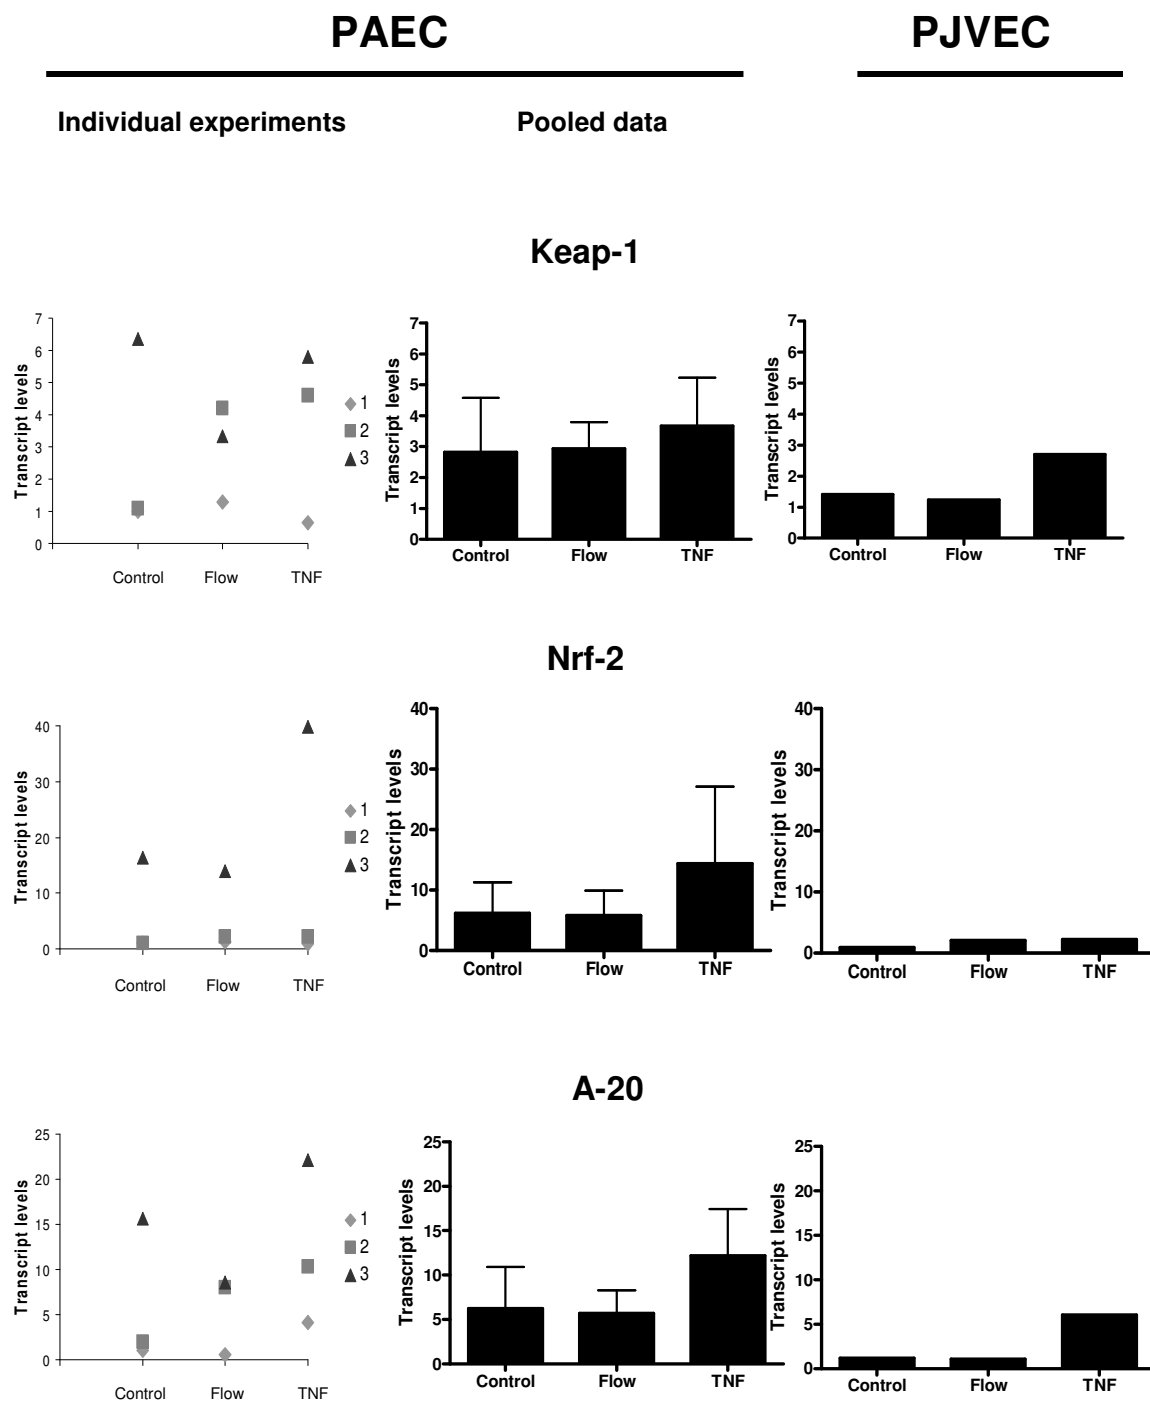 PAEC
PJVEC
Individual experiments
Pooled data
Keap-1
Transcript levels
7
6
5
4
3
2
1
0
Control
Flow
TNF
1
2
3
Transcript levels
7
6
5
4
3
2
1
0
Control
Flow
TNF
Transcript levels
7
6
5
4
3
2
1
0
Control
Flow
TNF
Nrf-2
Transcript levels
40
30
20
10
0
Control
Flow
TNF
1
2
3
Transcript levels
40
30
20
10
0
Control
Flow
TNF
Transcript levels
40
30
20
10
0
Control
Flow
TNF
A-20
Transcript levels
25
20
15
10
5
0
Control
Flow
TNF
1
2
3
Transcript levels
25
20
15
10
5
0
Control
Flow
TNF
Transcript levels
25
20
15
10
5
0
Control
Flow
TNF